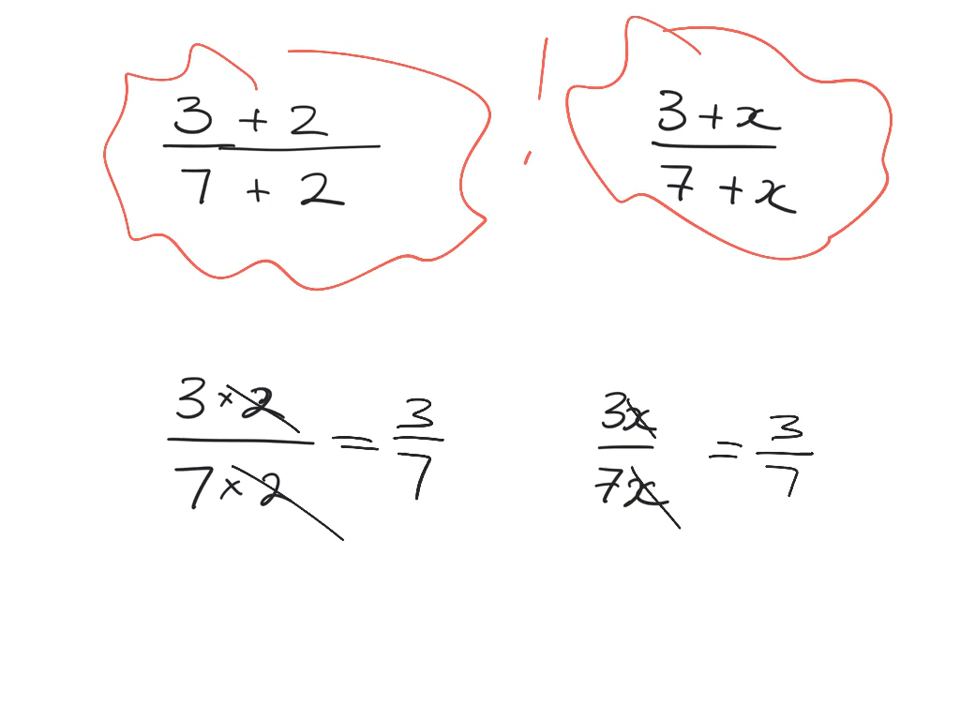 3 + 2 ! 3 + x
7 + 2 7 + x
3 × 2 = 3 3x = 3
7 × 2 7 7x 7